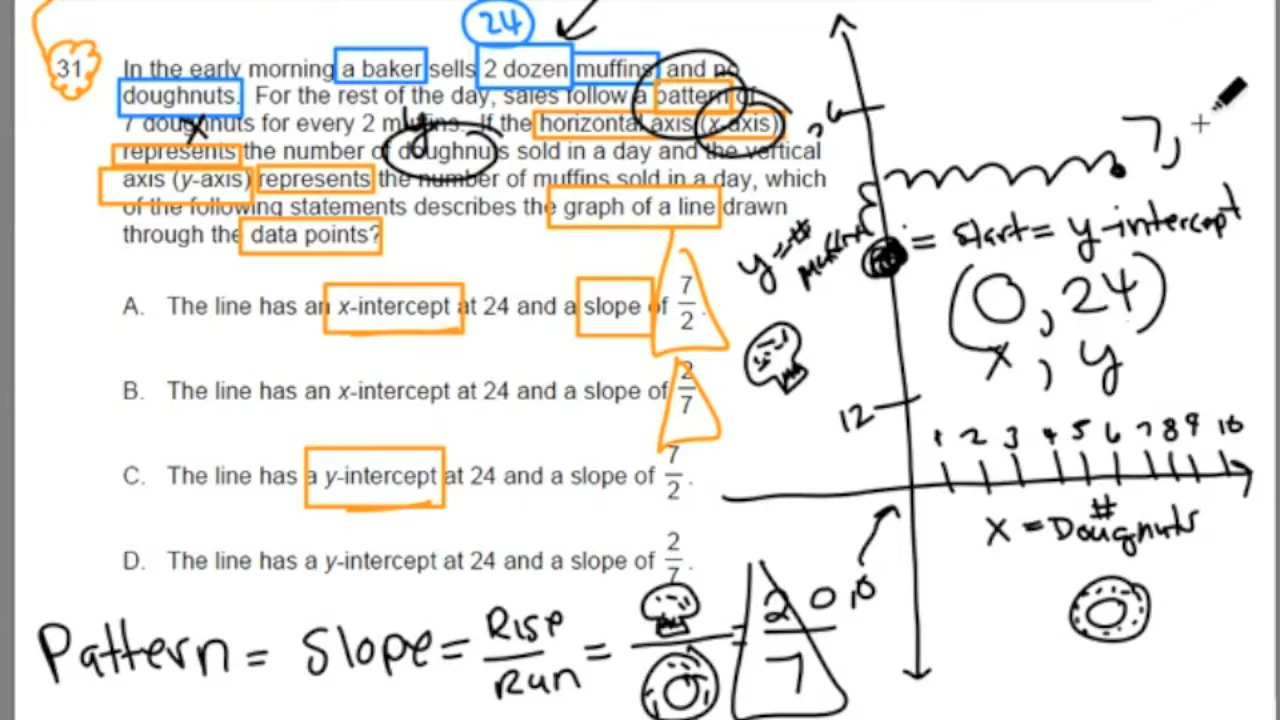 24
31 In the early morning a baker sells 2 dozen muffins and no
doughnuts. For the rest of the day, sales follow a pattern of
7 doughnuts for every 2 muffins. If the horizontal axis (x-axis)
represents the number of doughnuts sold in a day and the vertical
axis (y-axis) represents the number of muffins sold in a day, which
of the following statements describes the graph of a line drawn
through the data points?
A. The line has an x-intercept at 24 and a slope of 7/2.
B. The line has an x-intercept at 24 and a slope of 2/7.
C. The line has a y-intercept at 24 and a slope of 7/2.
D. The line has a y-intercept at 24 and a slope of 2/7.
x
y
7,
y = # muffins
= start = y-intercept
(0, 24)
x, y
12
1 2 3 4 5 6 7 8 9 10
x = # Doughnuts
0,0
Pattern = Slope = Rise/Run = = 2/7